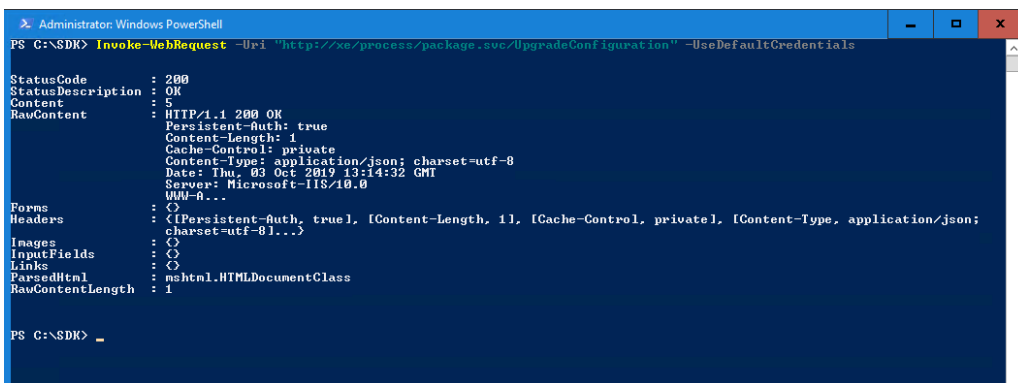 Administrator: Windows PowerShell
PS C:\SDK> Invoke-WebRequest -Uri "http://xe/process/package.svc/UpgradeConfiguration" -UseDefaultCredentials
StatusCode : 200
StatusDescription : OK
Content : 5
RawContent : HTTP/1.1 200 OK
Persistent-Auth: true
Content-Length: 1
Cache-Control: private
Content-Type: application/json; charset=utf-8
Date: Thu, 03 Oct 2019 13:14:32 GMT
Server: Microsoft-IIS/10.0
WWW-A...
Forms : {}
Headers : {[Persistent-Auth, true], [Content-Length, 1], [Cache-Control, private], [Content-Type, application/json;
charset=utf-8]...}
Images : {}
InputFields : {}
Links : {}
ParsedHtml : mshtml.HTMLDocumentClass
RawContentLength : 1
PS C:\SDK> _